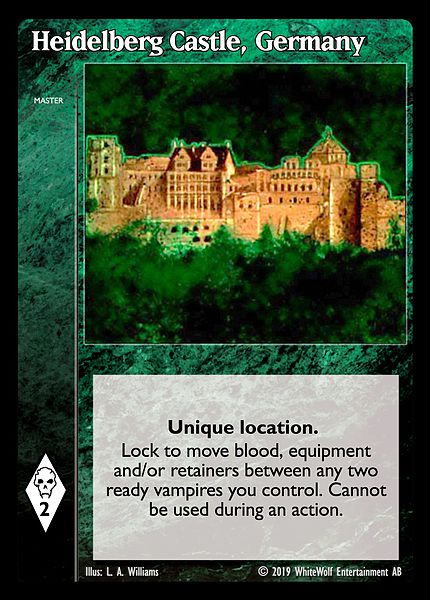 Heidelberg Castle, Germany
MASTER
Unique location.
Lock to move blood, equipment
and/or retainers between any two
ready vampires you control. Cannot
be used during an action.
2
Illus: L. A. Williams
© 2019 WhiteWolf Entertainment AB